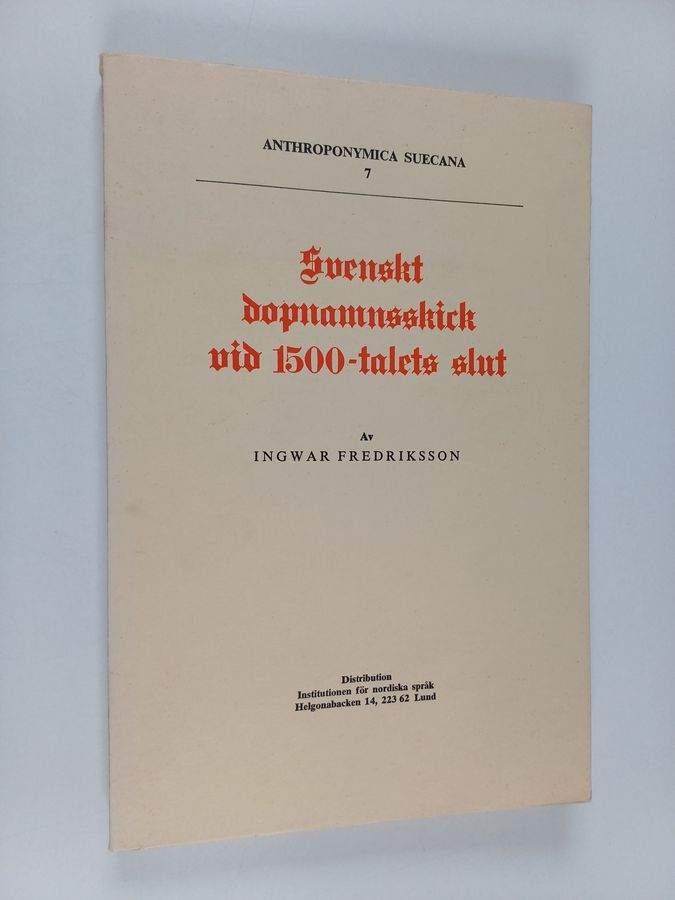 ANTHROPONYMICA SUECANA
7
Svenskt
dopnamnsskick
vid 1500-talets slut
Av
INGWAR FREDRIKSSON
Distribution
Institutionen för nordiska språk
Helgonabacken 14, 223 62 Lund